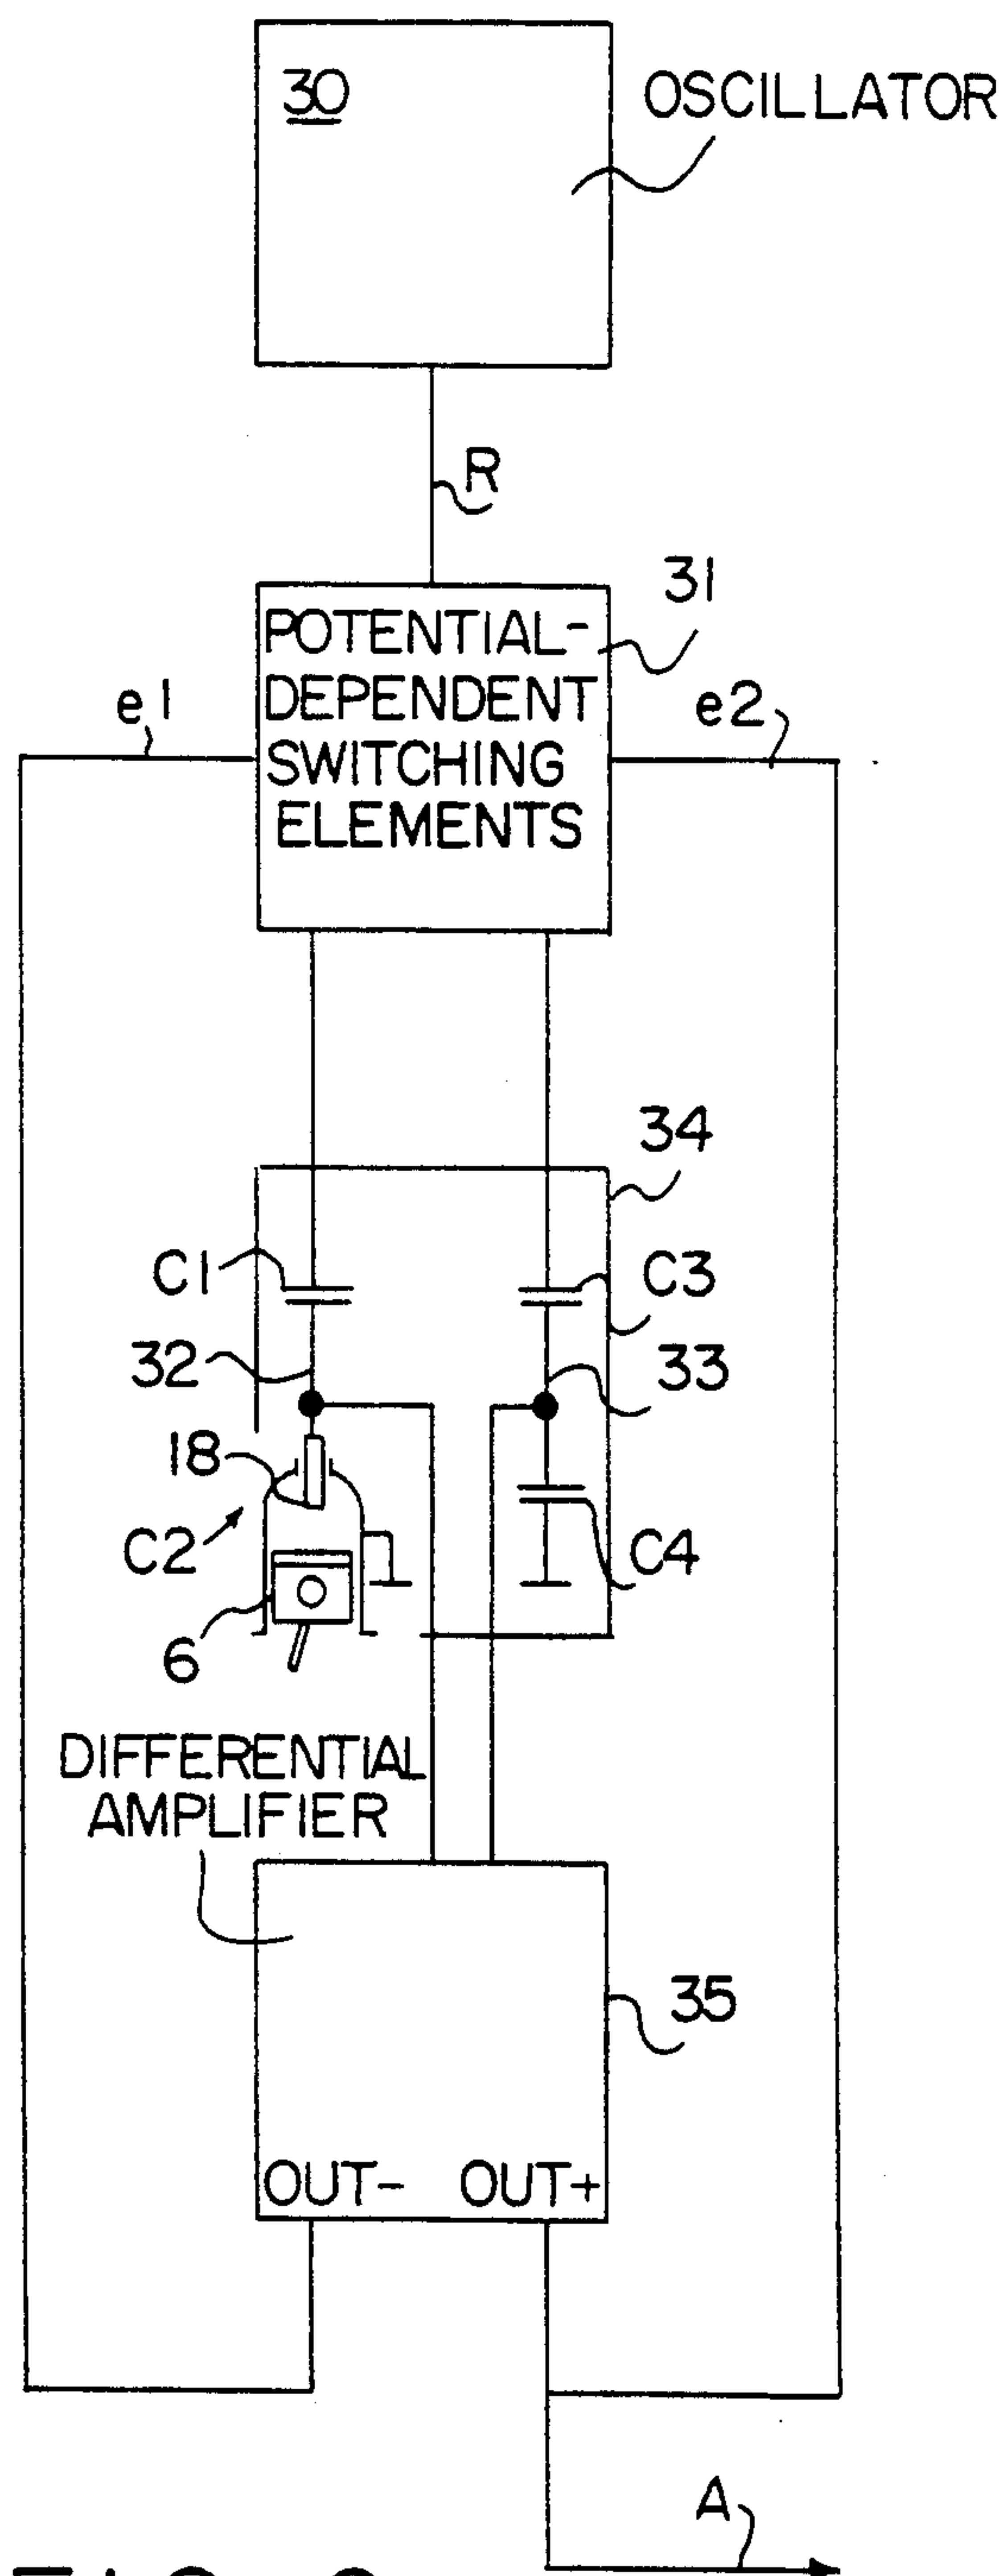 30
OSCILLATOR
R
31
POTENTIAL-
DEPENDENT
SWITCHING
ELEMENTS
e1
e2
34
C1
C3
32
33
18
C2
C4
6
DIFFERENTIAL
AMPLIFIER
35
OUT-
OUT+
A